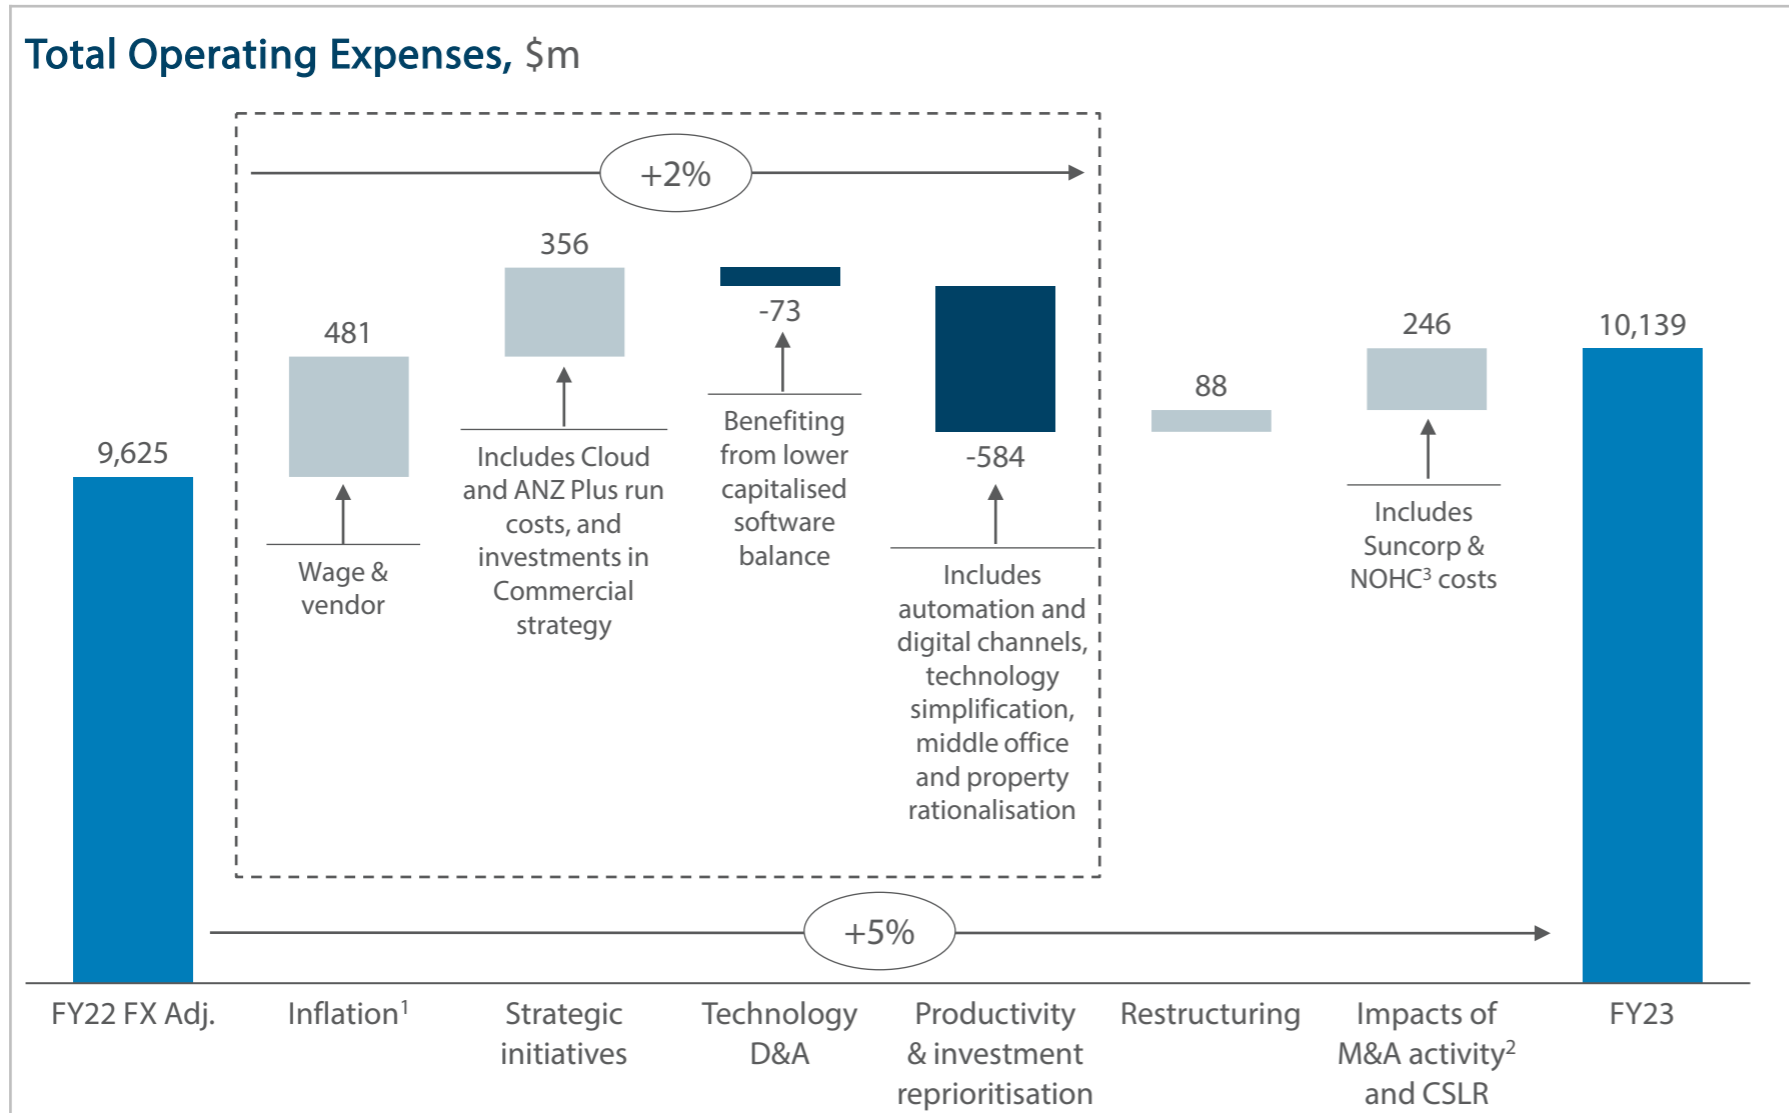 Total Operating Expenses, $m
+2%
356
481
-73
246
10,139
88
9,625
-584
Wage &
vendor
Includes Cloud
and ANZ Plus run
costs, and
investments in
Commercial
strategy
Benefiting
from lower
capitalised
software
balance
Includes
automation and
digital channels,
technology
simplification,
middle office
and property
rationalisation
Includes
Suncorp &
NOHC³ costs
+5%
FY22 FX Adj.
Inflation¹
Strategic
initiatives
Technology
D&A
Productivity
& investment
reprioritisation
Restructuring
Impacts of
M&A activity²
and CSLR
FY23